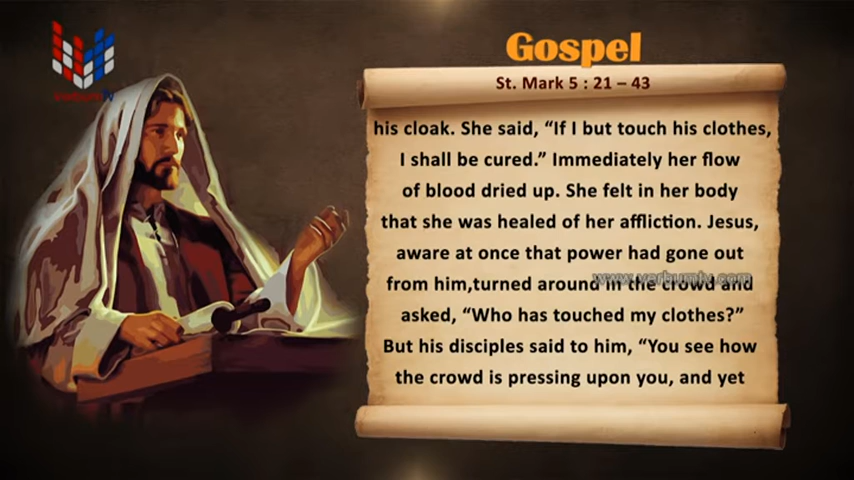 verbumtv
Gospel
St. Mark 5 : 21 – 43
his cloak. She said, “If I but touch his clothes,
I shall be cured.” Immediately her flow
of blood dried up. She felt in her body
that she was healed of her affliction. Jesus,
aware at once that power had gone out
from him,turned around in the crowd and
www.verbumtv.com
asked, “Who has touched my clothes?”
But his disciples said to him, “You see how
the crowd is pressing upon you, and yet